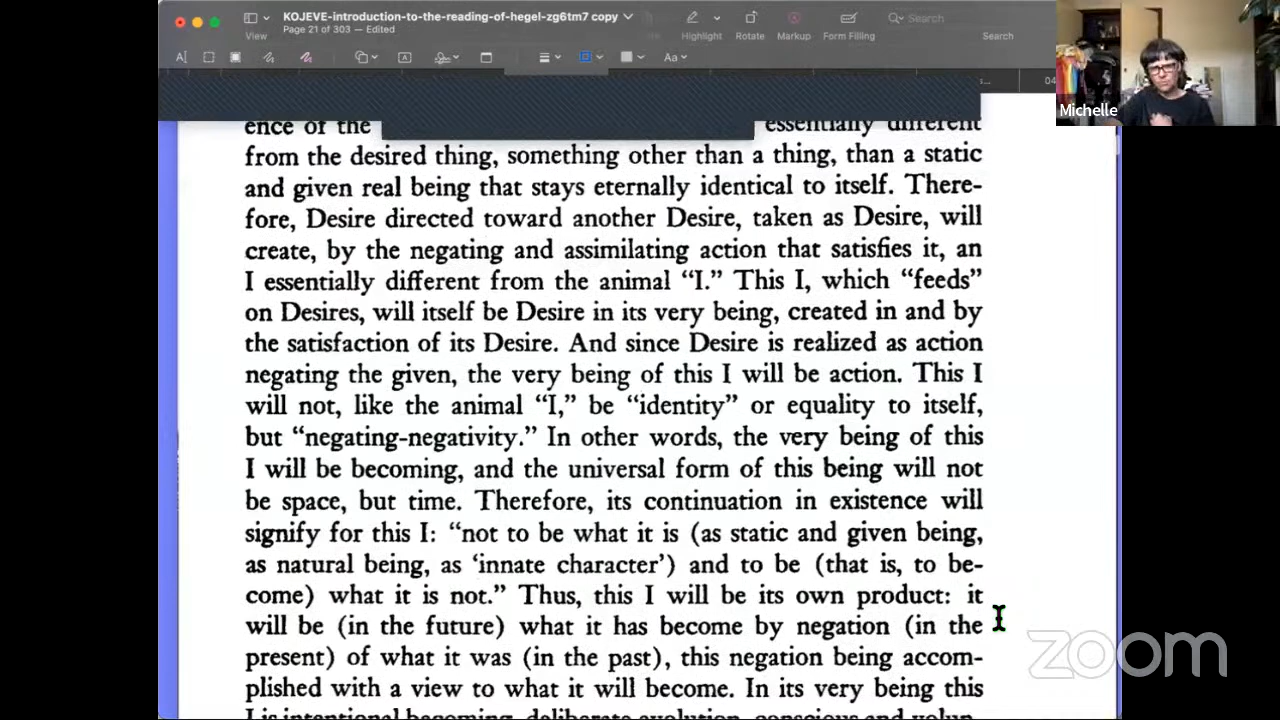 KOJEVE-introduction-to-the-reading-of-hegel-zg6tm7 copy
Page 21 of 303 — Edited
View
Highlight
Rotate
Markup
Form Filling
Search
Search
Aa
04
Michelle
ence of the essentially different
from the desired thing, something other than a thing, than a static
and given real being that stays eternally identical to itself. There-
fore, Desire directed toward another Desire, taken as Desire, will
create, by the negating and assimilating action that satisfies it, an
I essentially different from the animal “I.” This I, which “feeds”
on Desires, will itself be Desire in its very being, created in and by
the satisfaction of its Desire. And since Desire is realized as action
negating the given, the very being of this I will be action. This I
will not, like the animal “I,” be “identity” or equality to itself,
but “negating-negativity.” In other words, the very being of this
I will be becoming, and the universal form of this being will not
be space, but time. Therefore, its continuation in existence will
signify for this I: “not to be what it is (as static and given being,
as natural being, as ‘innate character’) and to be (that is, to be-
come) what it is not.” Thus, this I will be its own product: it
will be (in the future) what it has become by negation (in the
present) of what it was (in the past), this negation being accom-
plished with a view to what it will become. In its very being this
I is intentional becoming, deliberate evolution, conscious and volun-
zoom